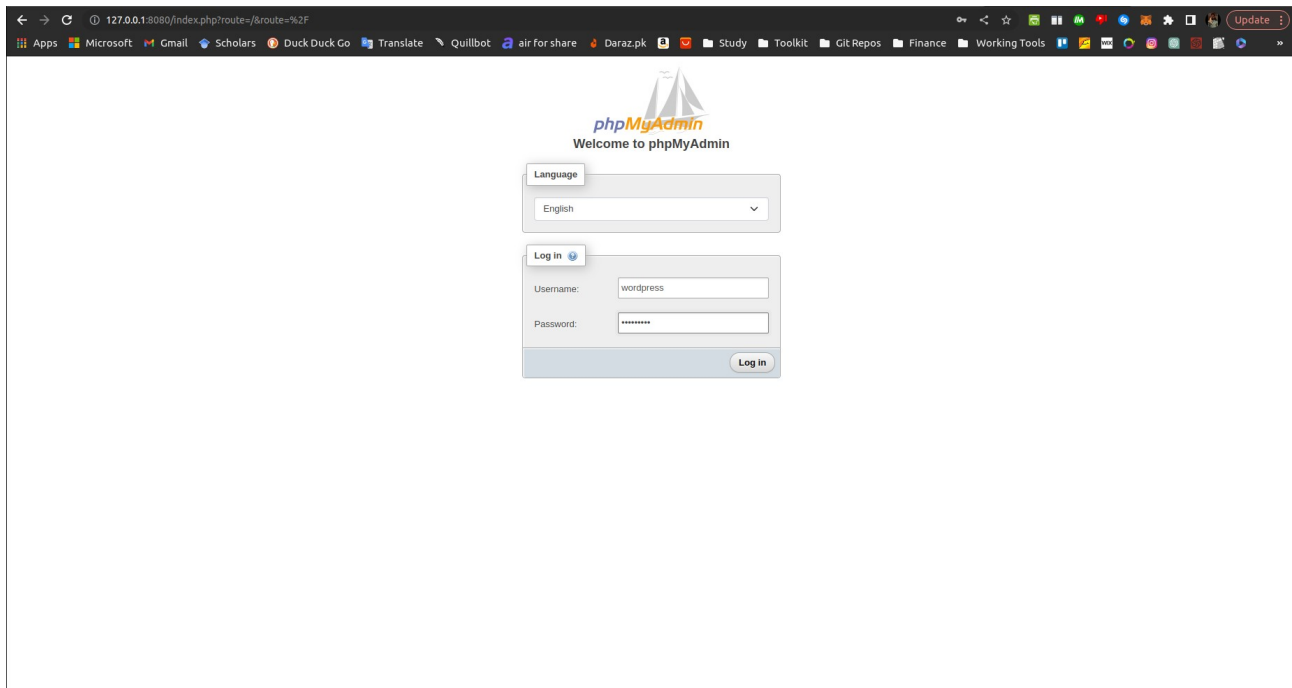 127.0.0.1:8080/index.php?route=/&route=%2F
Update
Apps Microsoft Gmail Scholars Duck Duck Go Translate Quillbot air for share Daraz.pk Study Toolkit Git Repos Finance Working Tools WIX »
phpMyAdmin
Welcome to phpMyAdmin
Language
English
Log in
Username: wordpress
Password: •••••••••
Log in